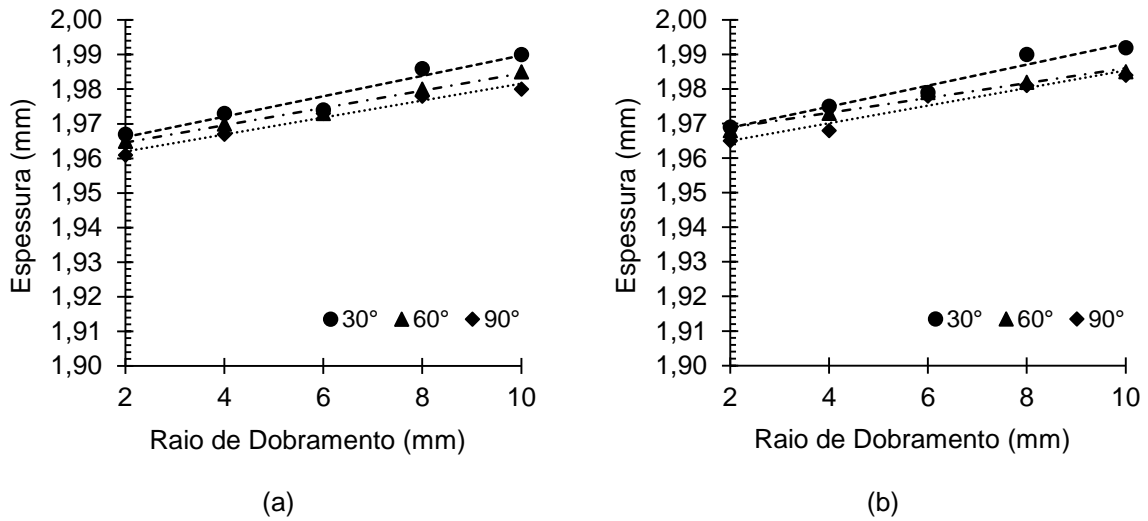 2,00
1,99
1,98
1,97
1,96
1,95
1,94
1,93
1,92
1,91
1,90
Espessura (mm)
30° 60° 90°
2 4 6 8 10
Raio de Dobramento (mm)
(a)
2,00
1,99
1,98
1,97
1,96
1,95
1,94
1,93
1,92
1,91
1,90
Espessura (mm)
30° 60° 90°
2 4 6 8 10
Raio de Dobramento (mm)
(b)